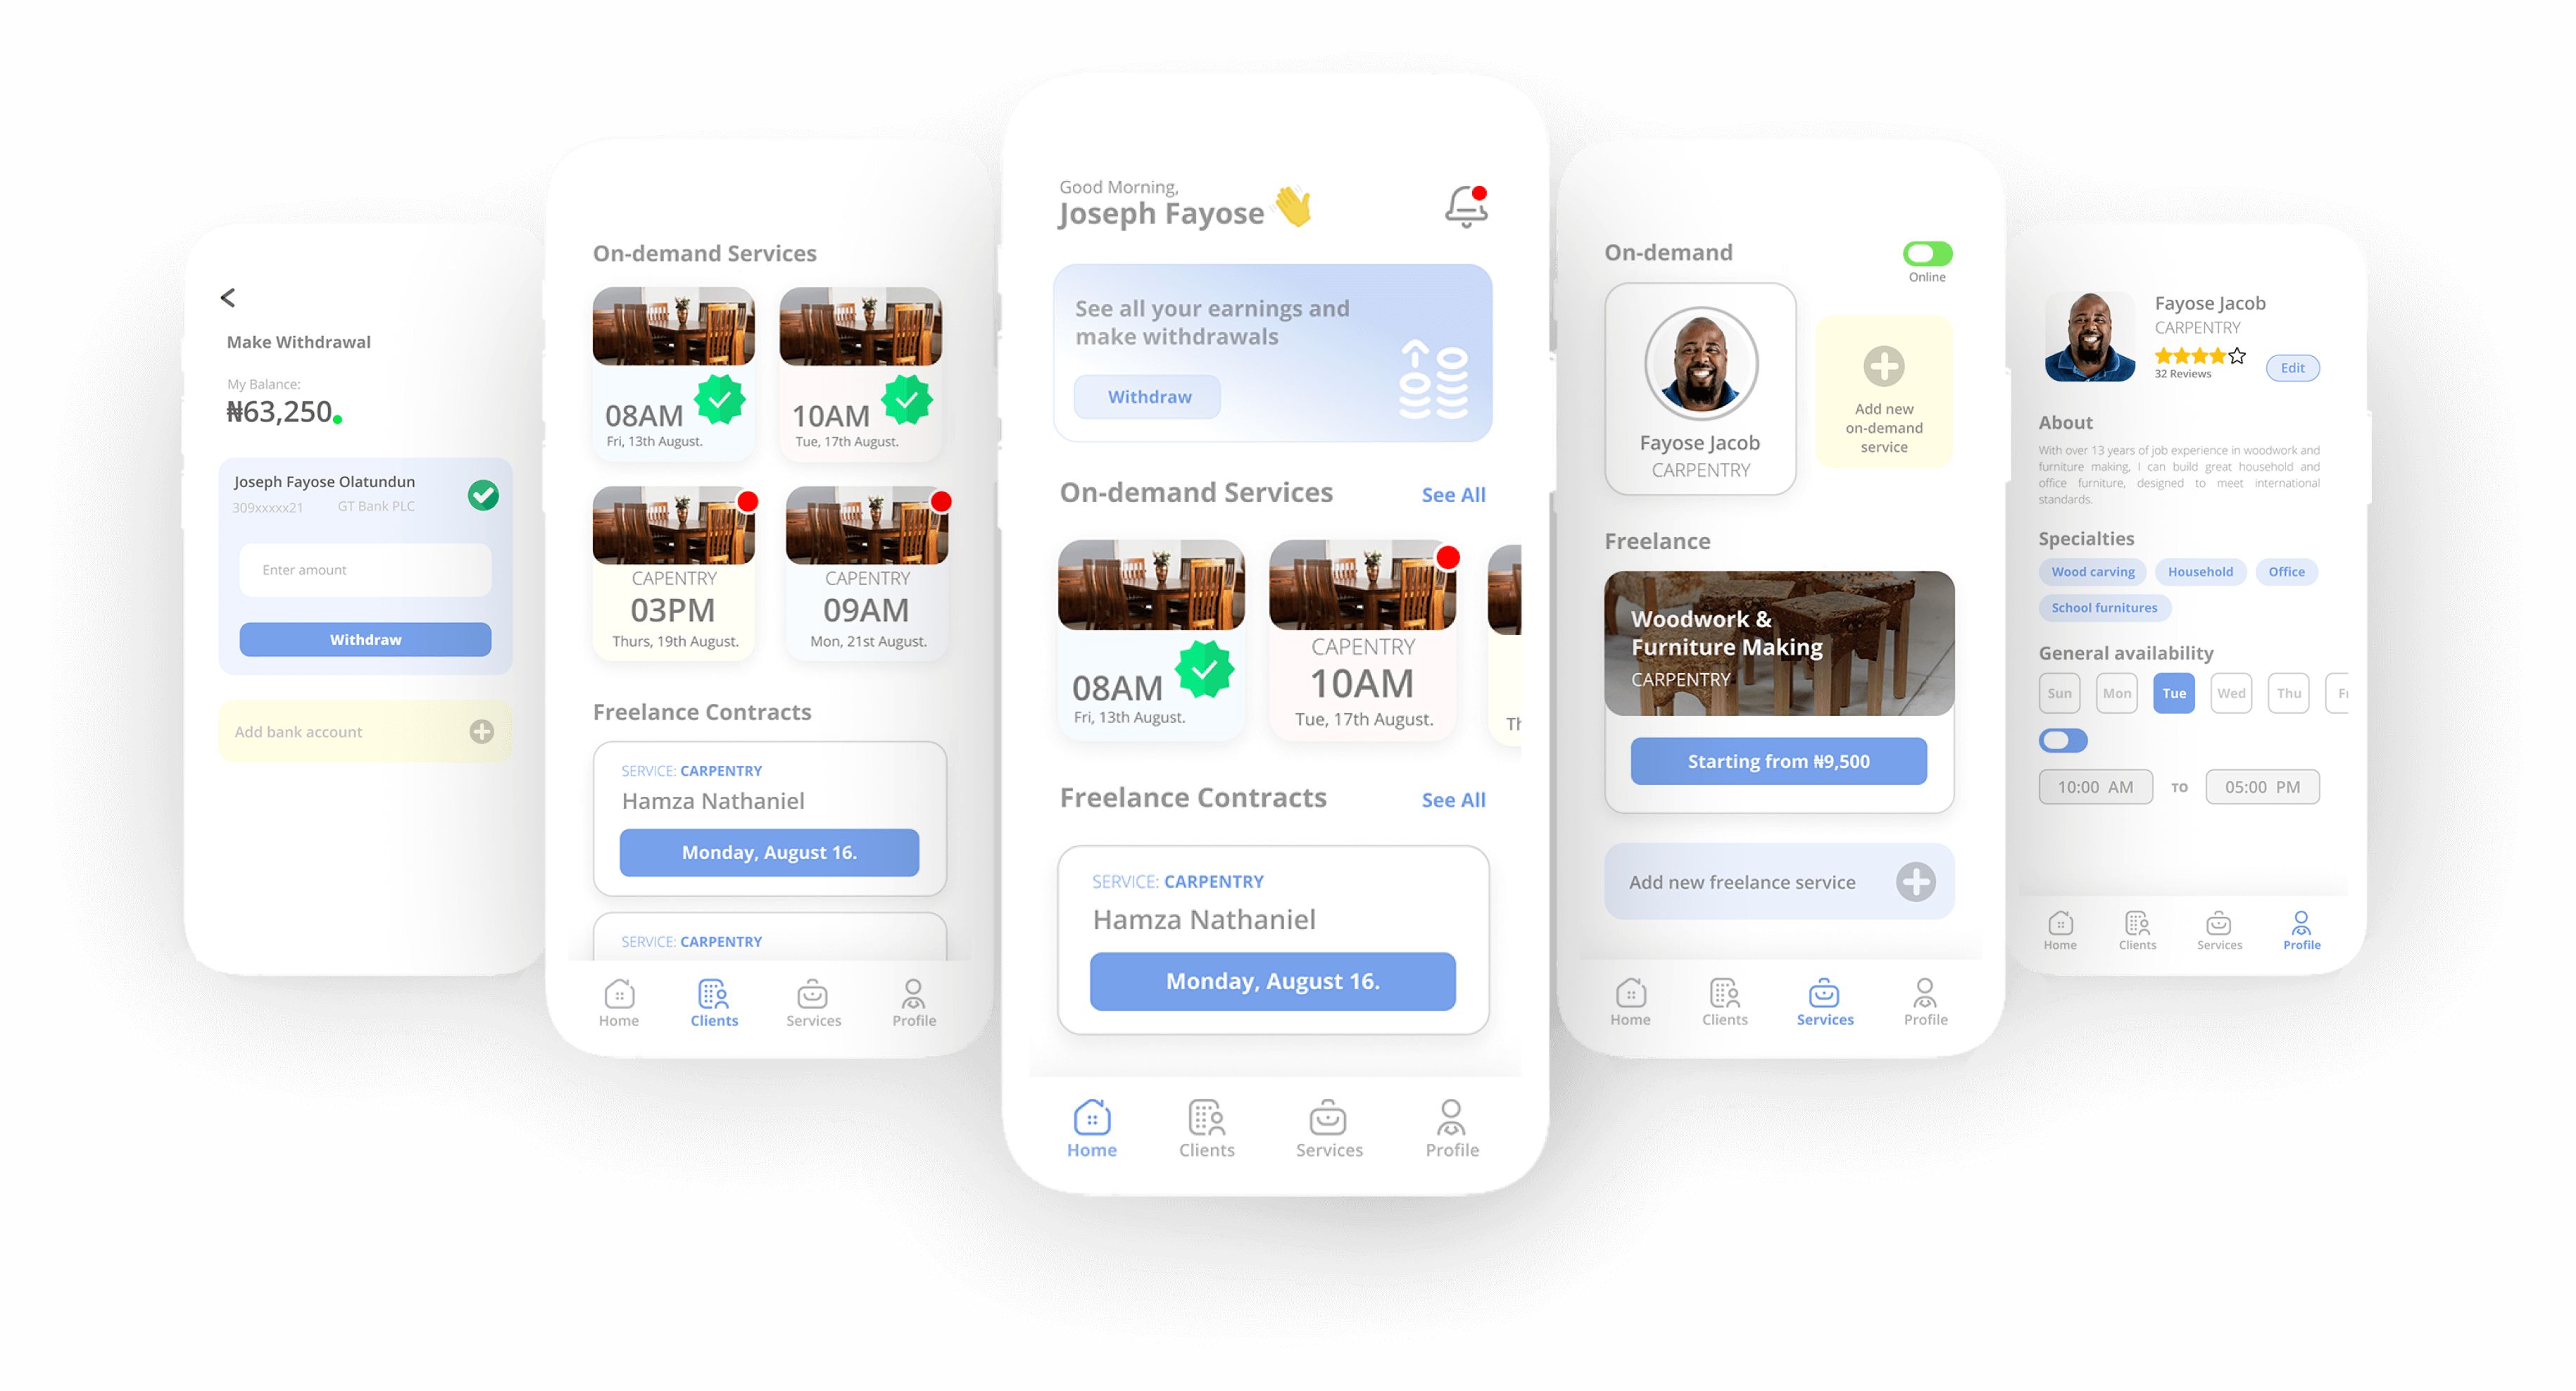 Make Withdrawal
My Balance:
₦63,250
Joseph Fayose Olatundun
309xxxxx21 GT Bank PLC
Enter amount
Withdraw
Add bank account
On-demand Services
08AM
Fri, 13th August.
10AM
Tue, 17th August.
CAPENTRY
03PM
Thurs, 19th August.
CAPENTRY
09AM
Mon, 21st August.
Freelance Contracts
SERVICE: CARPENTRY
Hamza Nathaniel
Monday, August 16.
SERVICE: CARPENTRY
Home Clients Services Profile
Good Morning,
Joseph Fayose
See all your earnings and
make withdrawals
Withdraw
On-demand Services See All
08AM
Fri, 13th August.
CAPENTRY
10AM
Tue, 17th August.
Th
Freelance Contracts See All
SERVICE: CARPENTRY
Hamza Nathaniel
Monday, August 16.
Home Clients Services Profile
On-demand
Online
Fayose Jacob
CARPENTRY
Add new
on-demand
service
Freelance
Woodwork &
Furniture Making
CARPENTRY
Starting from ₦9,500
Add new freelance service
Home Clients Services Profile
Fayose Jacob
CARPENTRY
32 Reviews
Edit
About
With over 13 years of job experience in woodwork and
furniture making, I can build great household and
office furniture, designed to meet international
standards.
Specialties
Wood carving Household Office
School furnitures
General availability
Sun Mon Tue Wed Thu Fr
10:00 AM TO 05:00 PM
Home Clients Services Profile